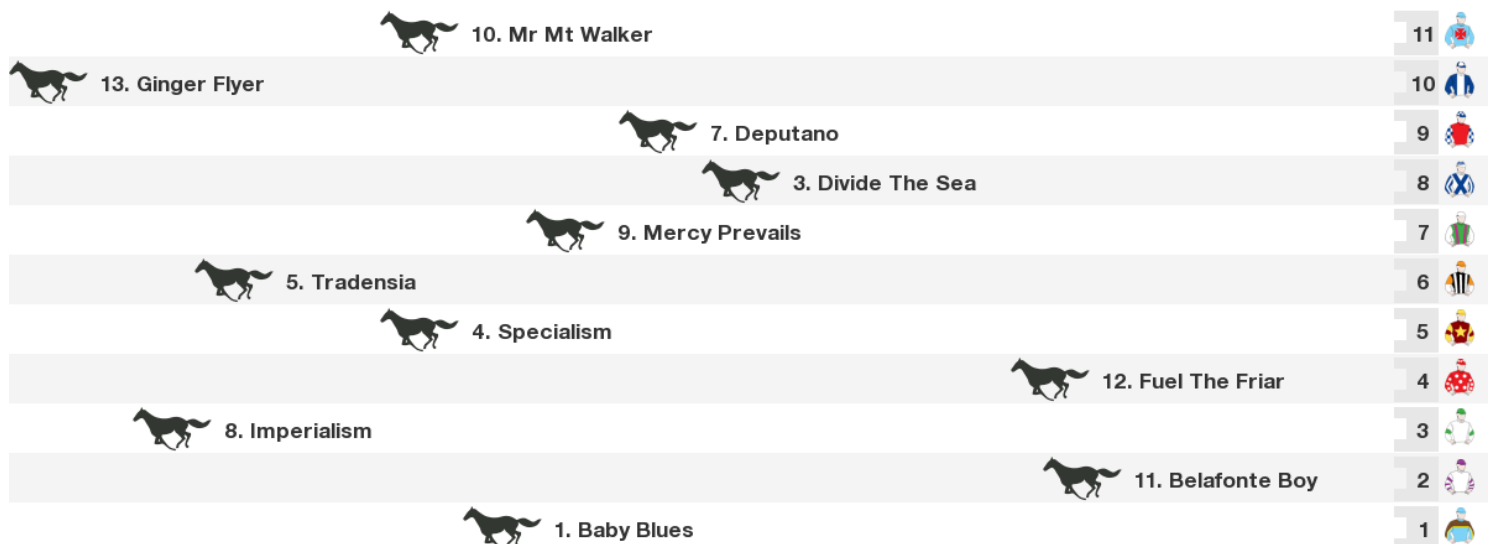 10. Mr Mt Walker 11
13. Ginger Flyer 10
7. Deputano 9
3. Divide The Sea 8
9. Mercy Prevails 7
5. Tradensia 6
4. Specialism 5
12. Fuel The Friar 4
8. Imperialism 3
11. Belafonte Boy 2
1. Baby Blues 1